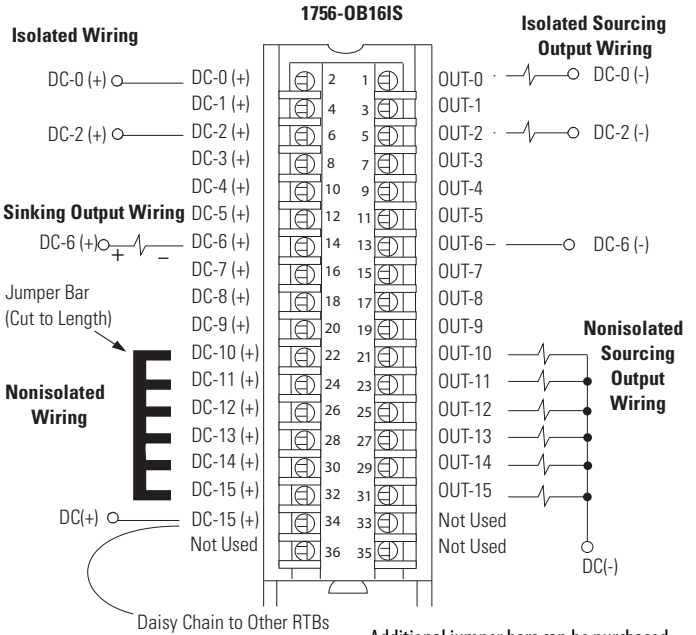 1756-OB16IS
Isolated Wiring
Isolated Sourcing
Output Wiring
DC-0 (+) DC-0 (+) 2 1 OUT-0 DC-0 (-)
DC-1 (+) 4 3 OUT-1
DC-2 (+) DC-2 (+) 6 5 OUT-2 DC-2 (-)
DC-3 (+) 8 7 OUT-3
DC-4 (+) 10 9 OUT-4
Sinking Output Wiring DC-5 (+) 12 11 OUT-5
DC-6 (+) + – DC-6 (+) 14 13 OUT-6 DC-6 (-)
DC-7 (+) 16 15 OUT-7
Jumper Bar
(Cut to Length)
DC-8 (+) 18 17 OUT-8
DC-9 (+) 20 19 OUT-9
Nonisolated
Sourcing
Output
Wiring
DC-10 (+) 22 21 OUT-10
DC-11 (+) 24 23 OUT-11
Nonisolated
Wiring
DC-12 (+) 26 25 OUT-12
DC-13 (+) 28 27 OUT-13
DC-14 (+) 30 29 OUT-14
DC-15 (+) 32 31 OUT-15
DC(+) DC-15 (+) 34 33 Not Used
Not Used 36 35 Not Used
DC(-)
Daisy Chain to Other RTBs